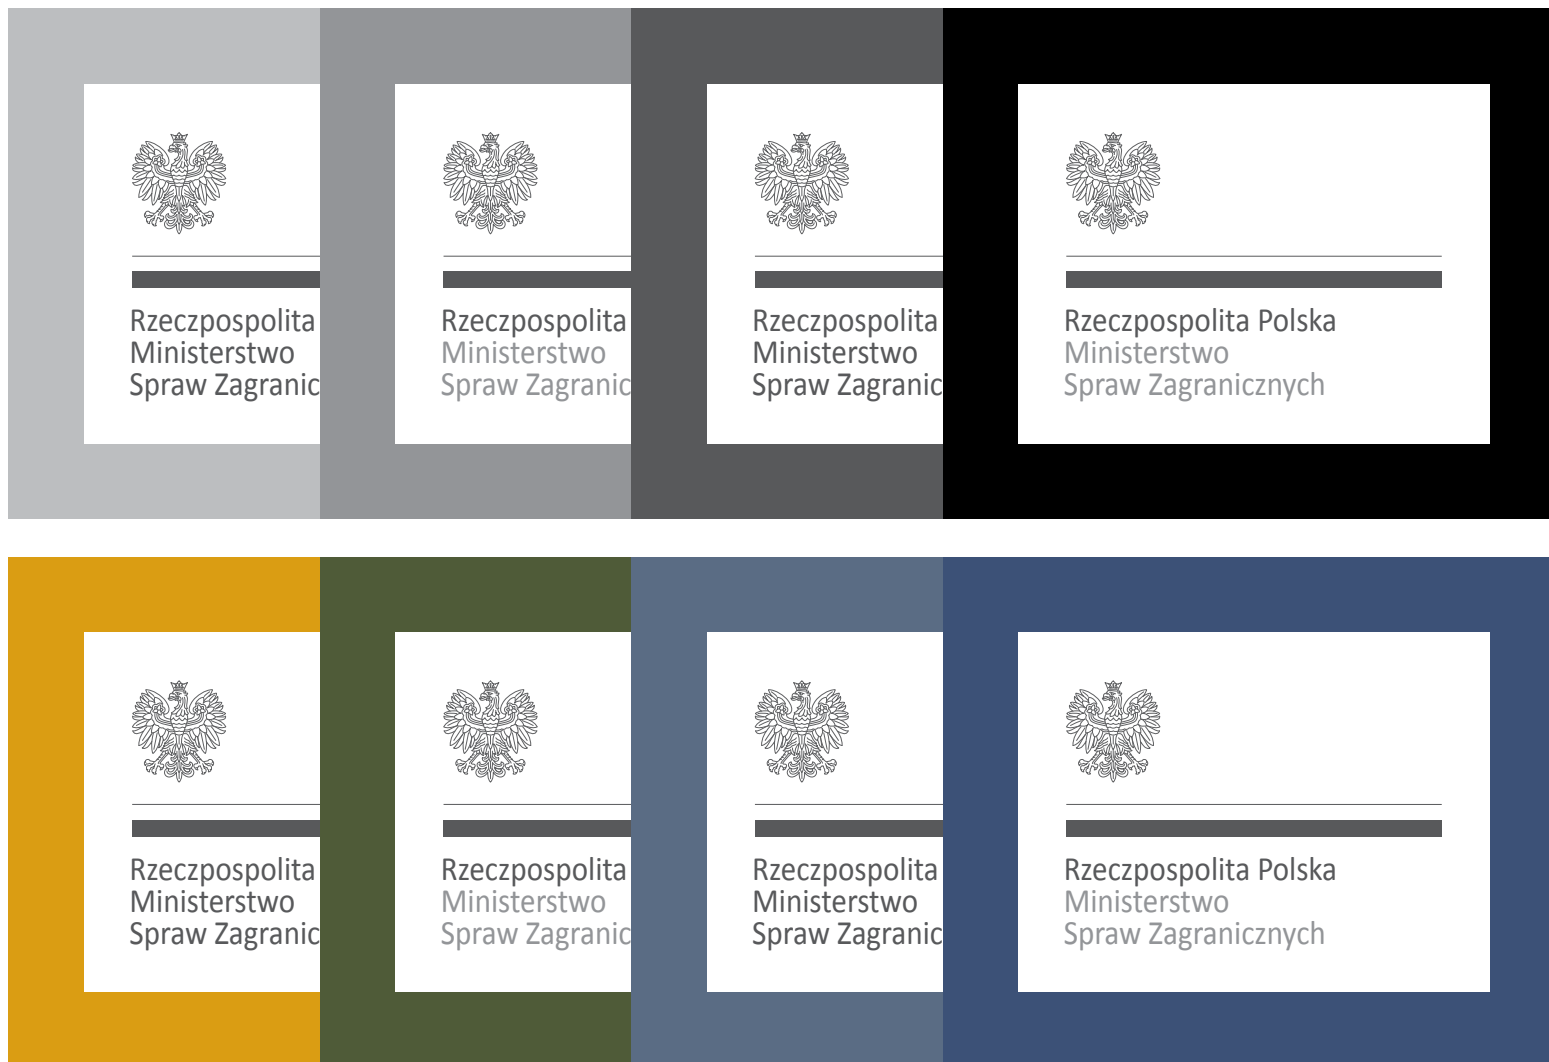 Rzeczpospolita
Ministerstwo
Spraw Zagranic
Rzeczpospolita
Ministerstwo
Spraw Zagranic
Rzeczpospolita
Ministerstwo
Spraw Zagranic
Rzeczpospolita Polska
Ministerstwo
Spraw Zagranicznych
Rzeczpospolita
Ministerstwo
Spraw Zagranic
Rzeczpospolita
Ministerstwo
Spraw Zagranic
Rzeczpospolita
Ministerstwo
Spraw Zagranic
Rzeczpospolita Polska
Ministerstwo
Spraw Zagranicznych